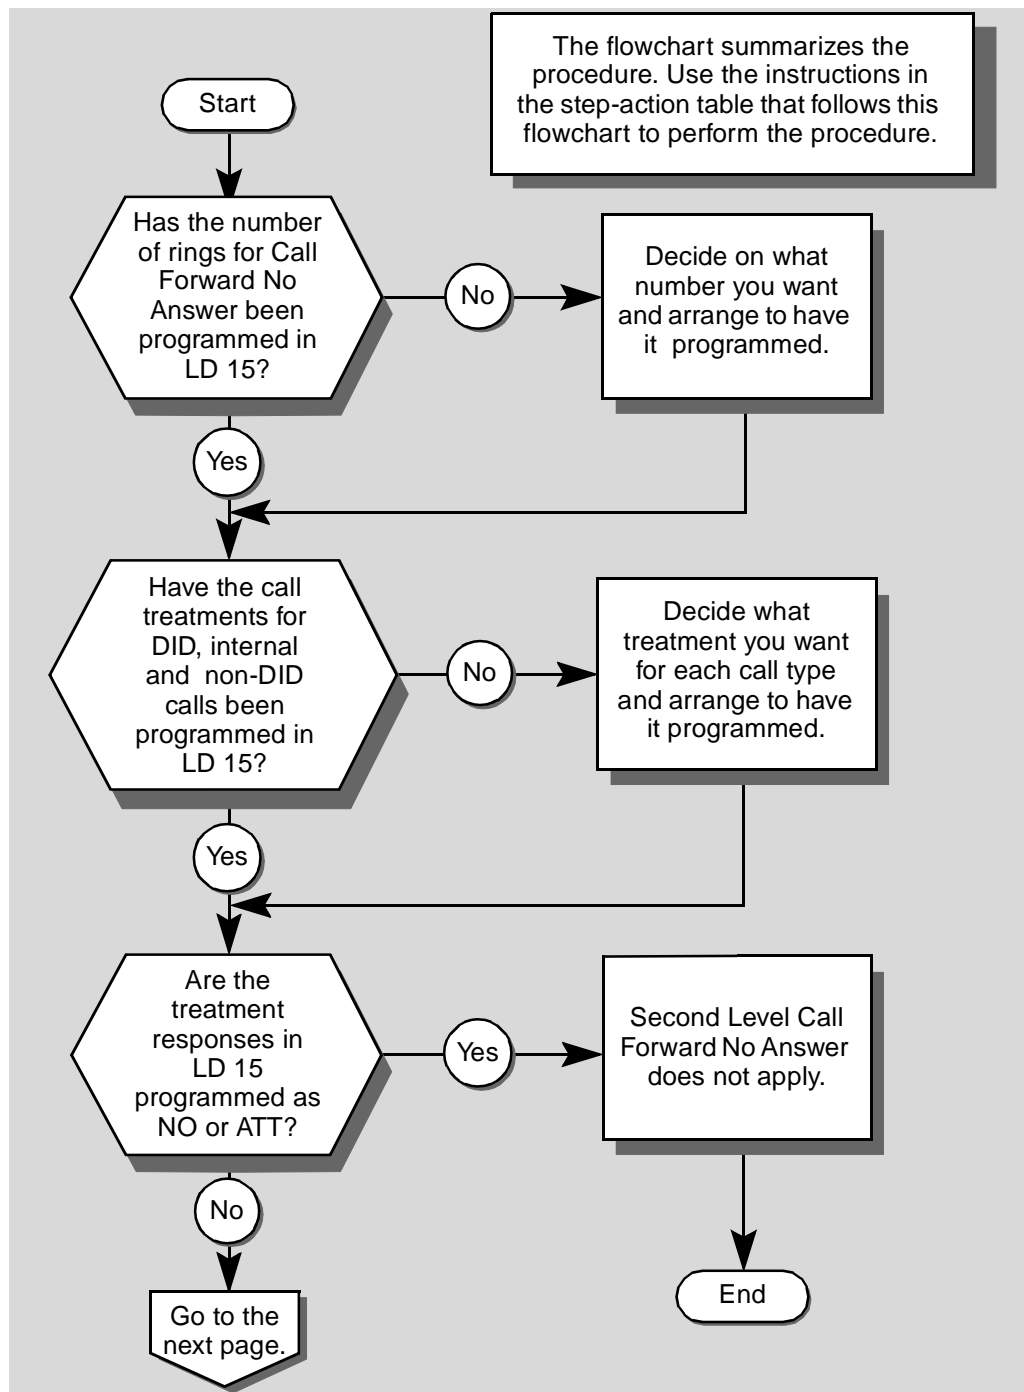 The flowchart summarizes the
procedure. Use the instructions in
the step-action table that follows this
flowchart to perform the procedure.
Start
Has the number
of rings for Call
Forward No
Answer been
programmed in
LD 15?
No
Decide on what
number you want
and arrange to have
it programmed.
Yes
Have the call
treatments for
DID, internal
and non-DID
calls been
programmed in
LD 15?
No
Decide what
treatment you want
for each call type
and arrange to have
it programmed.
Yes
Are the
treatment
responses in
LD 15
programmed as
NO or ATT?
Yes
Second Level Call
Forward No Answer
does not apply.
No
End
Go to the
next page.